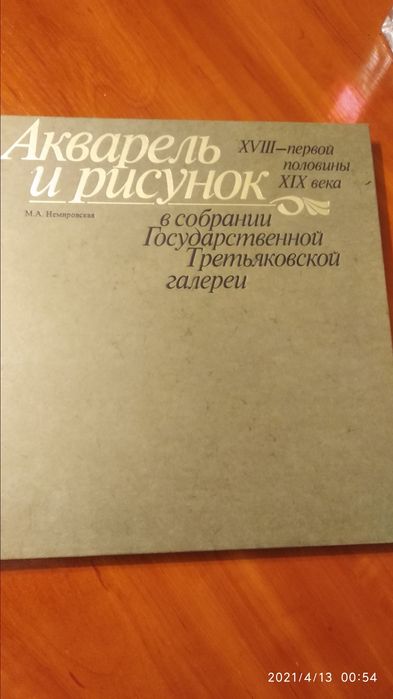 Акварель
и рисунок
XVIII—первой
половины
XIX века
М.А. Немировская
в собрании
Государственной
Третьяковской
галереи
2021/4/13 00:54